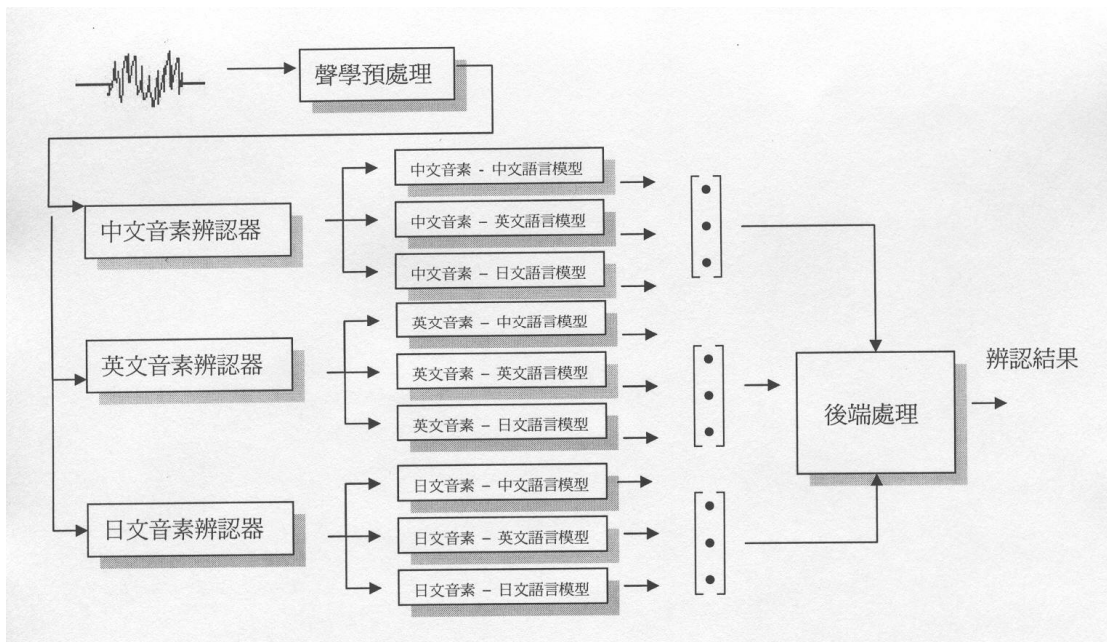 聲學預處理
中文音素辨認器
中文音素 - 中文語言模型
中文音素 – 英文語言模型
中文音素 – 日文語言模型
英文音素辨認器
英文音素 – 中文語言模型
英文音素 – 英文語言模型
英文音素 – 日文語言模型
日文音素辨認器
日文音素 – 中文語言模型
日文音素 – 英文語言模型
日文音素 – 日文語言模型
後端處理
辨認結果